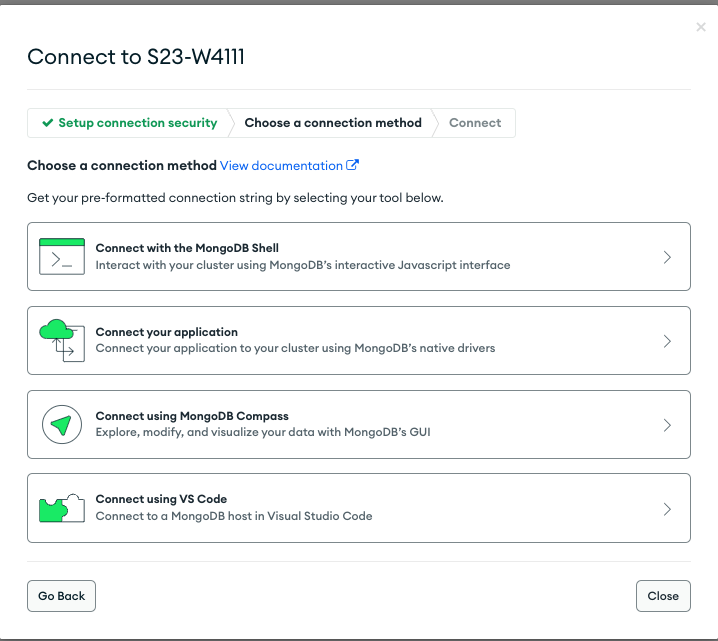 Connect to S23-W4111
Setup connection security Choose a connection method Connect
Choose a connection method View documentation
Get your pre-formatted connection string by selecting your tool below.
Connect with the MongoDB Shell
Interact with your cluster using MongoDB's interactive Javascript interface
Connect your application
Connect your application to your cluster using MongoDB's native drivers
Connect using MongoDB Compass
Explore, modify, and visualize your data with MongoDB's GUI
Connect using VS Code
Connect to a MongoDB host in Visual Studio Code
Go Back Close